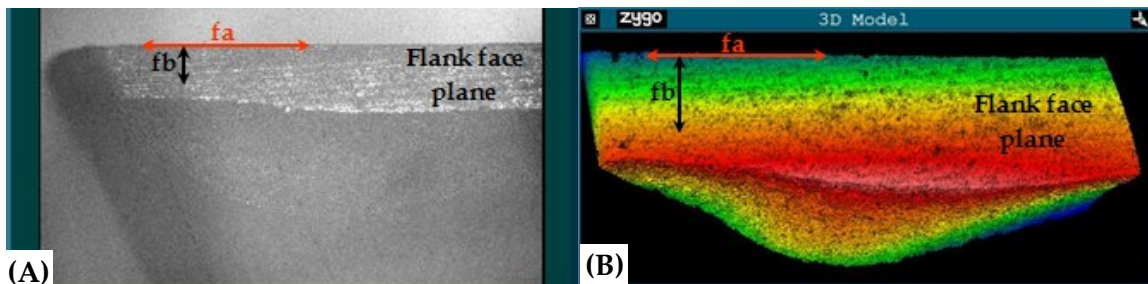 fa
fb
Flank face
plane
(A)
zygo
3D Model
fa
fb
Flank face
plane
(B)